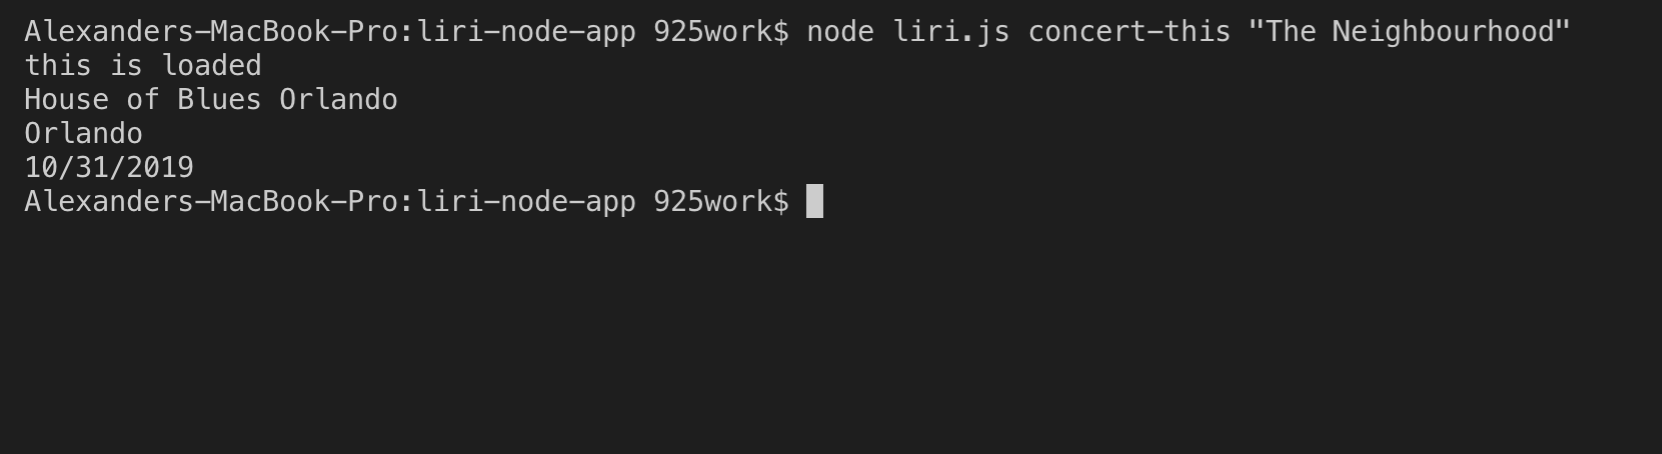 Alexanders-MacBook-Pro:liri-node-app 925work$ node liri.js concert-this "The Neighbourhood"
this is loaded
House of Blues Orlando
Orlando
10/31/2019
Alexanders-MacBook-Pro:liri-node-app 925work$